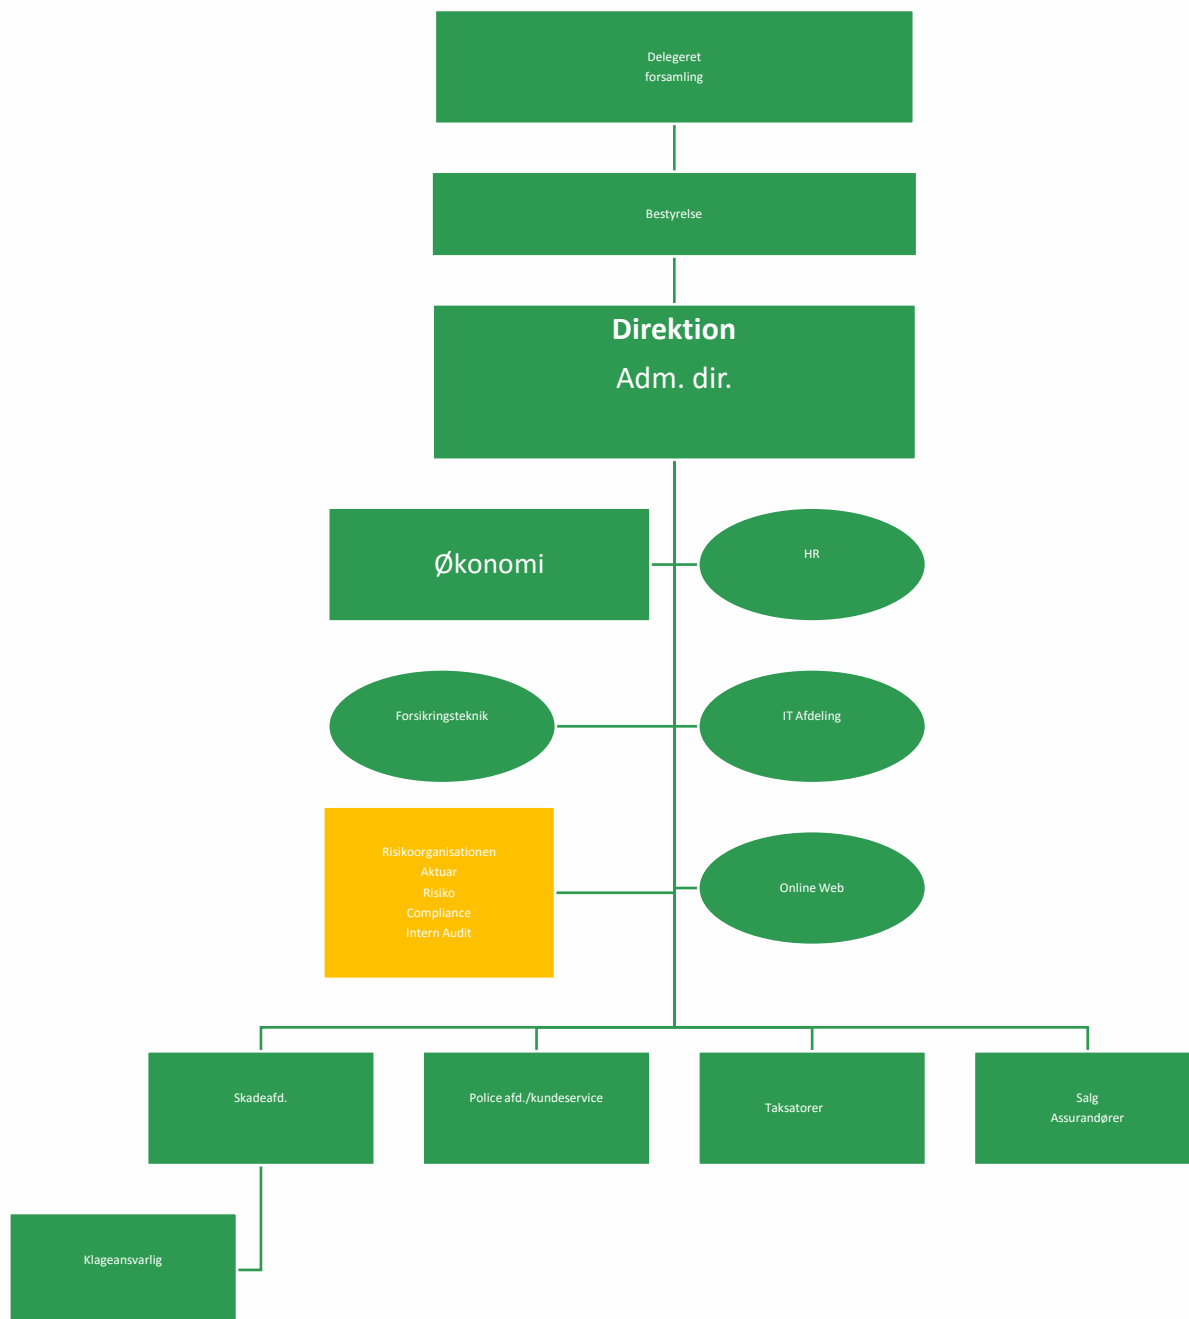 Delegeret
forsamling
Bestyrelse
Direktion
Adm. dir.
Økonomi
HR
Forsikringsteknik
IT Afdeling
Risikoorganisationen
Aktuar
Risiko
Compliance
Intern Audit
Online Web
Skadeafd.
Police afd./kundeservice
Taksatorer
Salg
Assurandører
Klageansvarlig